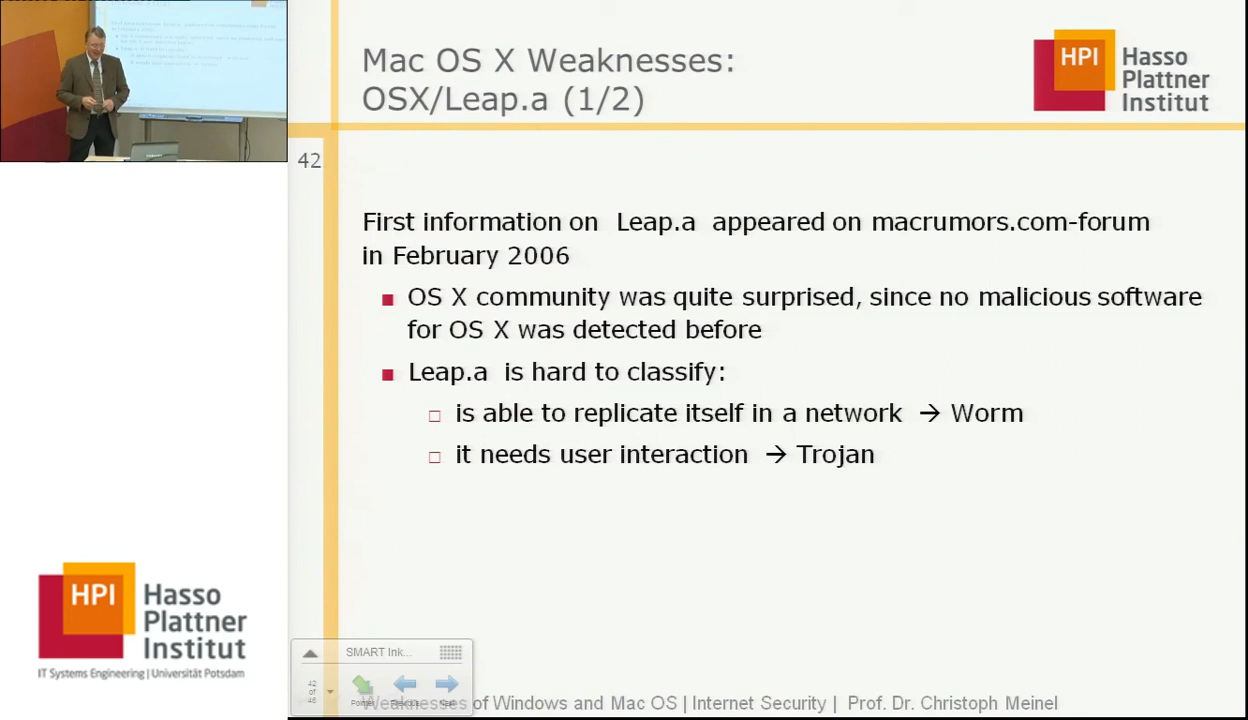 Mac OS X Weaknesses:
OSX/Leap.a (1/2)
HPI
Hasso
Plattner
Institut
42
First information on Leap.a appeared on macrumors.com-forum
in February 2006
■ OS X community was quite surprised, since no malicious software
for OS X was detected before
■ Leap.a is hard to classify:
□ is able to replicate itself in a network → Worm
□ it needs user interaction → Trojan
HPI
Hasso
Plattner
Institut
IT Systems Engineering | Universität Potsdam
SMART Ink...
42
of
Weaknesses of Windows and Mac OS | Internet Security | Prof. Dr. Christoph Meinel